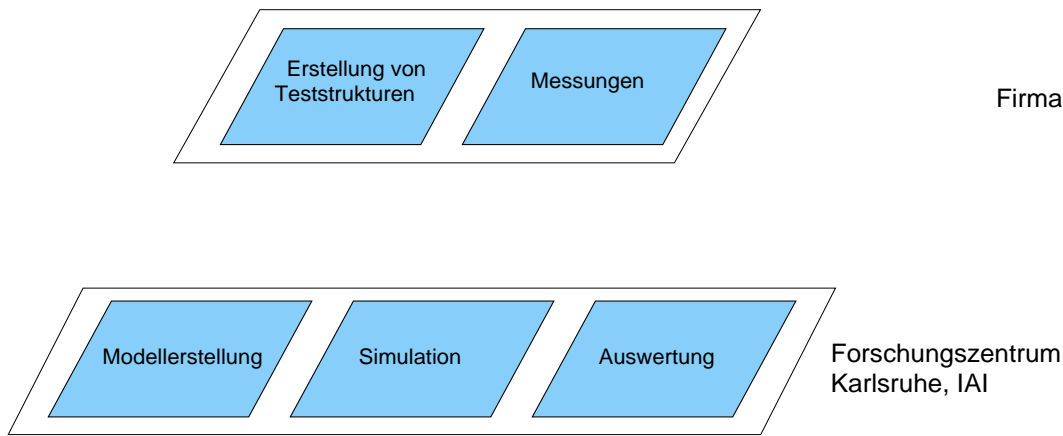 Erstellung von
Teststrukturen
Messungen
Firma
Modellerstellung
Simulation
Auswertung
Forschungszentrum
Karlsruhe, IAI